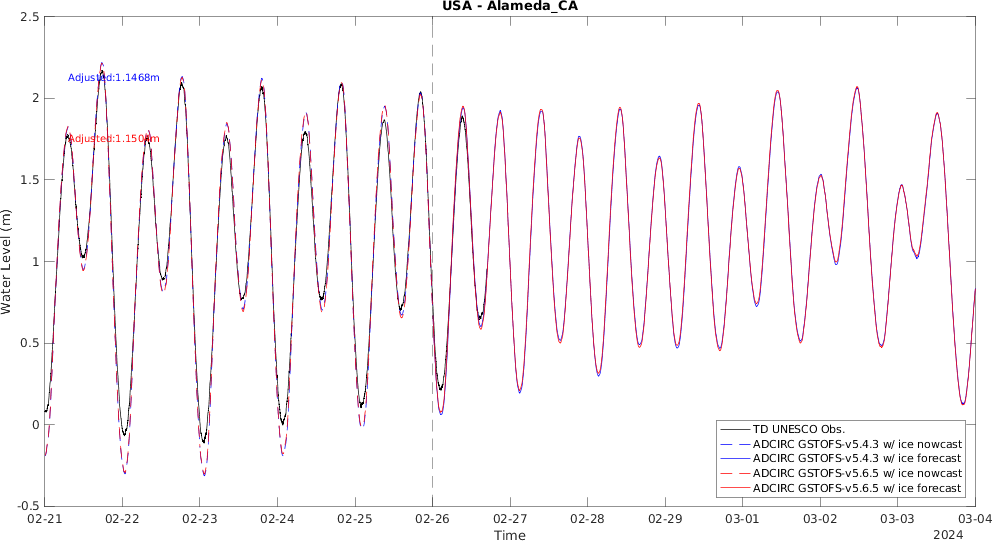 USA - Alameda_CA
2.5
2
1.5
1
0.5
0
-0.5
Water Level (m)
Adjusted:1.1468m
02-21
02-22
02-23
02-24
02-25
02-26
02-27
02-28
02-29
03-01
03-02
03-03
03-04
Time
2024
TD UNESCO Obs.
ADCIRC GSTOFS-v5.4.3 w/ ice nowcast
ADCIRC GSTOFS-v5.4.3 w/ ice forecast
ADCIRC GSTOFS-v5.6.5 w/ ice nowcast
ADCIRC GSTOFS-v5.6.5 w/ ice forecast